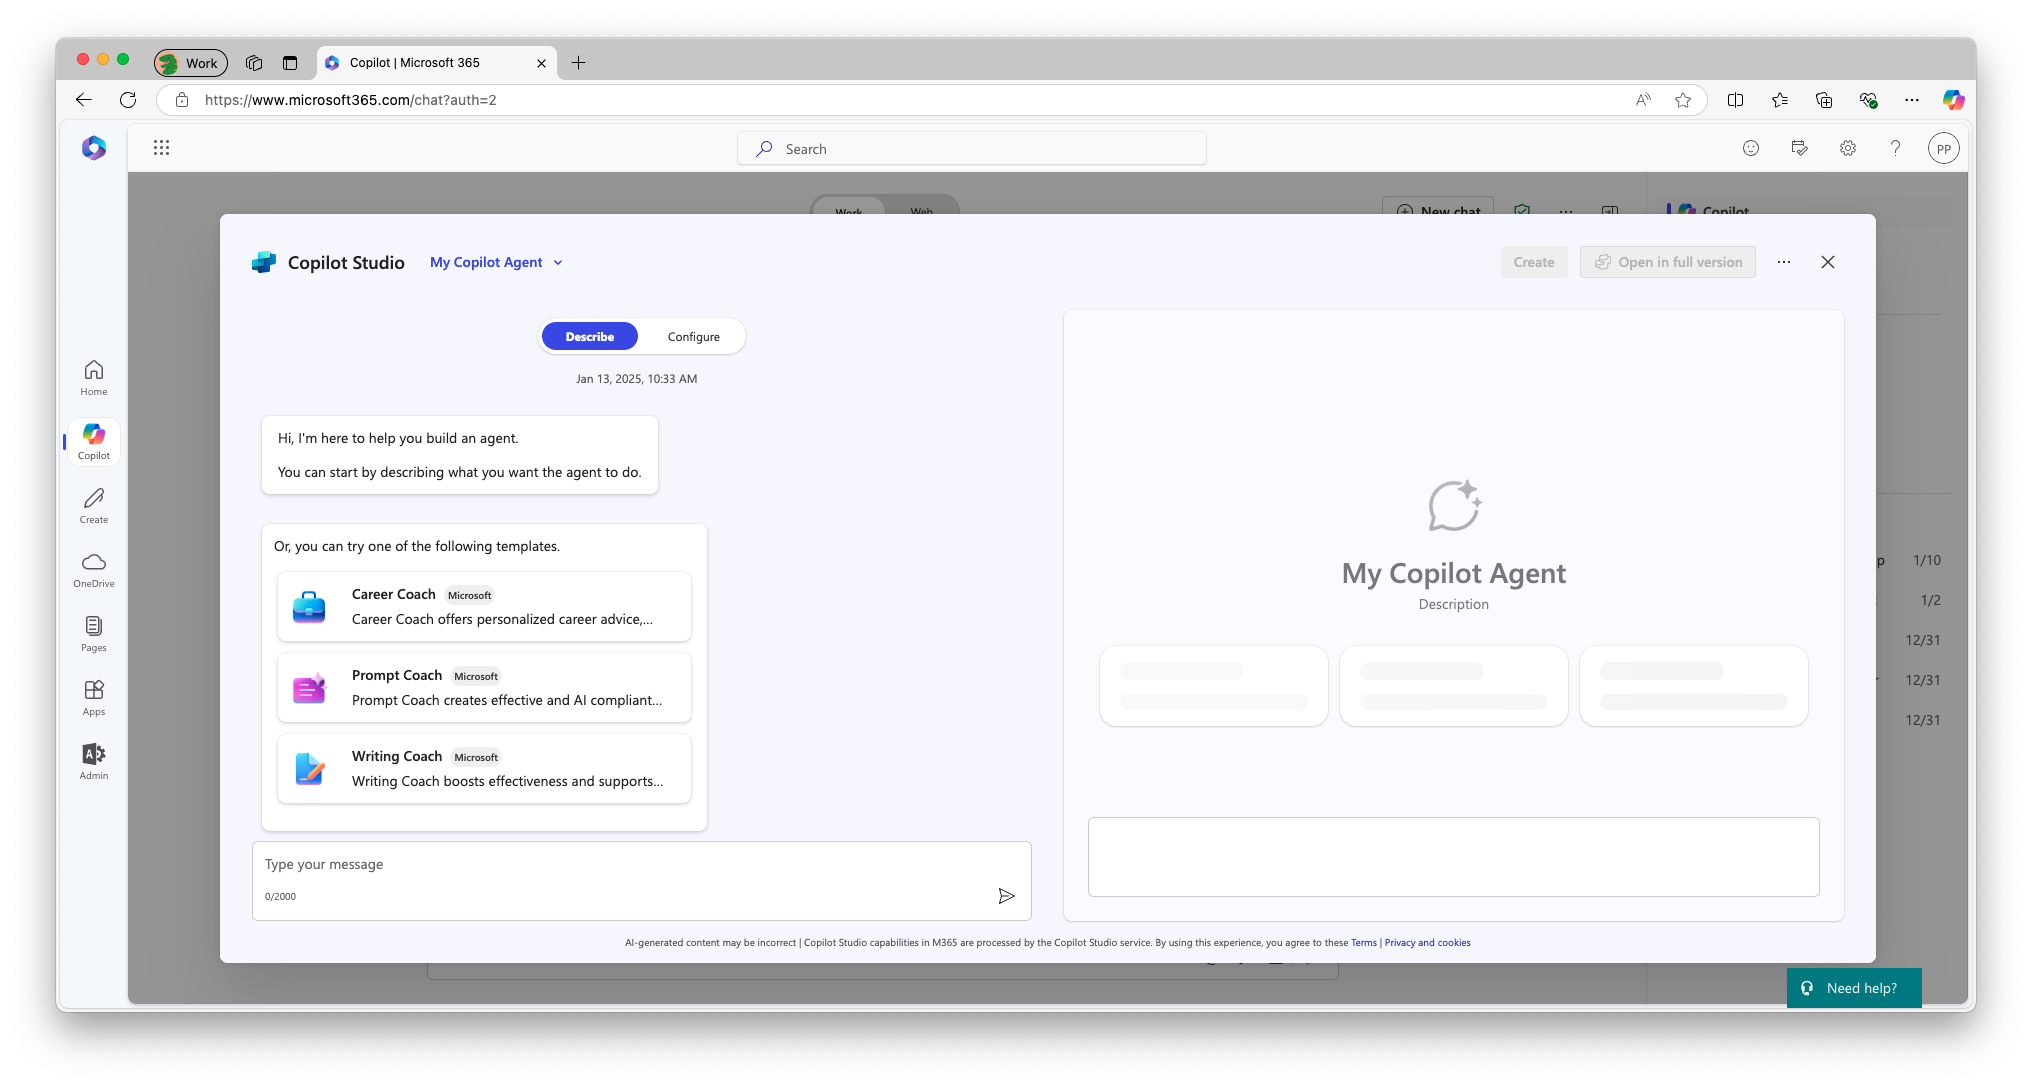 Work
Copilot | Microsoft 365
https://www.microsoft365.com/chat?auth=2
Search
PP
Work
Web
New chat
Copilot
Copilot Studio
My Copilot Agent
Create
Open in full version
Describe
Configure
Jan 13, 2025, 10:33 AM
Hi, I'm here to help you build an agent.
You can start by describing what you want the agent to do.
Or, you can try one of the following templates.
Career Coach Microsoft
Career Coach offers personalized career advice,...
Prompt Coach Microsoft
Prompt Coach creates effective and AI compliant...
Writing Coach Microsoft
Writing Coach boosts effectiveness and supports...
Type your message
0/2000
My Copilot Agent
Description
Home
Copilot
Create
OneDrive
Pages
Apps
Admin
p 1/10
1/2
12/31
12/31
12/31
AI-generated content may be incorrect | Copilot Studio capabilities in M365 are processed by the Copilot Studio service. By using this experience, you agree to these Terms | Privacy and cookies
Need help?